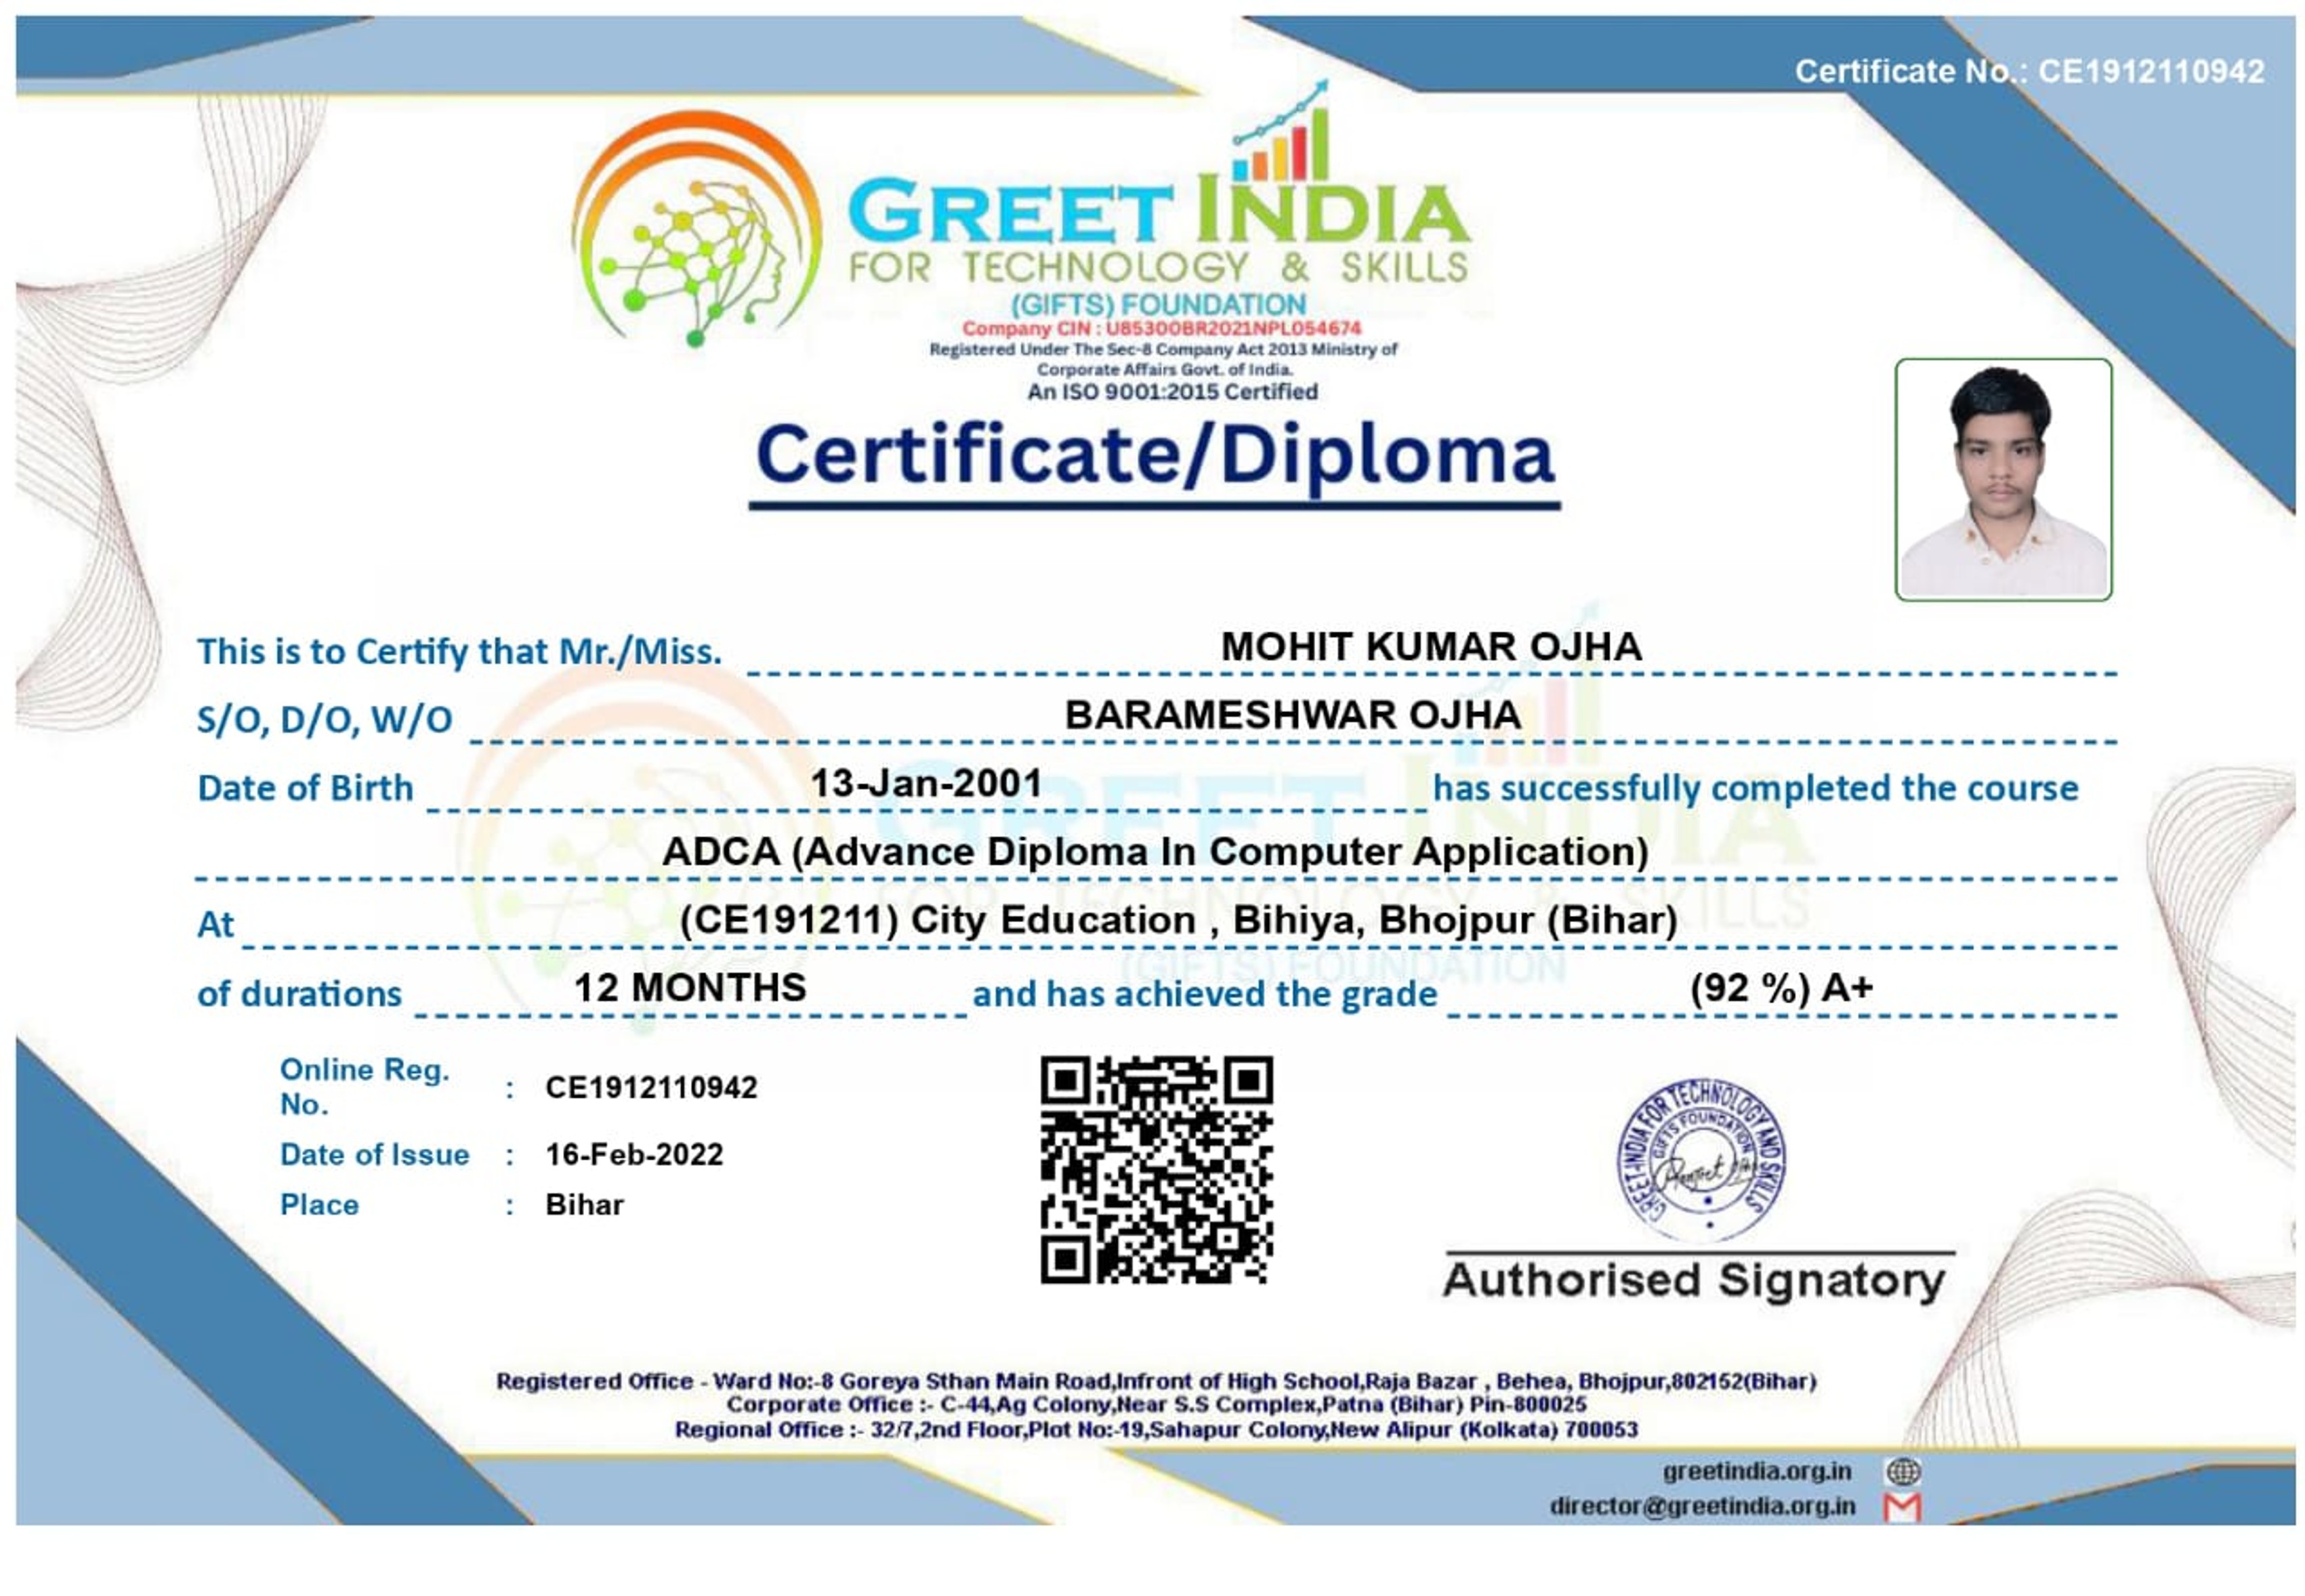 Certificate No.: CE1912110942
GREET INDIA
FOR TECHNOLOGY & SKILLS
(GIFTS) FOUNDATION
Company CIN : U85300BR2021NPL054674
Registered Under The Sec-8 Company Act 2013 Ministry of
Corporate Affairs Govt. of India.
An ISO 9001:2015 Certified
Certificate/Diploma
This is to Certify that Mr./Miss. MOHIT KUMAR OJHA
S/O, D/O, W/O BARAMESHWAR OJHA
Date of Birth 13-Jan-2001 has successfully completed the course
ADCA (Advance Diploma In Computer Application)
At (CE191211) City Education , Bihiya, Bhojpur (Bihar)
of durations 12 MONTHS and has achieved the grade (92 %) A+
GREET INDIA
FOR TECHNOLOGY & SKILLS
(GIFTS) FOUNDATION
Online Reg. No. : CE1912110942
Date of Issue : 16-Feb-2022
Place : Bihar
GREET-INDIA FOR TECHNOLOGY AND SKILLS
GIFTS FOUNDATION
Authorised Signatory
Registered Office - Ward No:-8 Goreya Sthan Main Road,Infront of High School,Raja Bazar , Behea, Bhojpur,802152(Bihar)
Corporate Office :- C-44,Ag Colony,Near S.S Complex,Patna (Bihar) Pin-800025
Regional Office :- 32/7,2nd Floor,Plot No:-19,Sahapur Colony,New Alipur (Kolkata) 700053
greetindia.org.in
director@greetindia.org.in